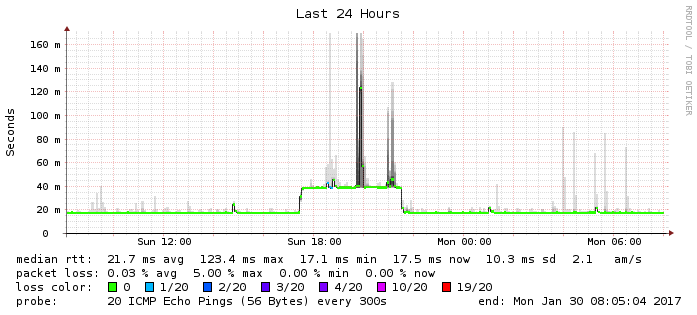 Last 24 Hours
RRDTOOL / TOBI OETIKER
Seconds
160 m
140 m
120 m
100 m
80 m
60 m
40 m
20 m
0
Sun 12:00 Sun 18:00 Mon 00:00 Mon 06:00
median rtt: 21.7 ms avg 123.4 ms max 17.1 ms min 17.5 ms now 10.3 ms sd 2.1 am/s
packet loss: 0.03 % avg 5.00 % max 0.00 % min 0.00 % now
loss color: 0 1/20 2/20 3/20 4/20 10/20 19/20
probe: 20 ICMP Echo Pings (56 Bytes) every 300s end: Mon Jan 30 08:05:04 2017